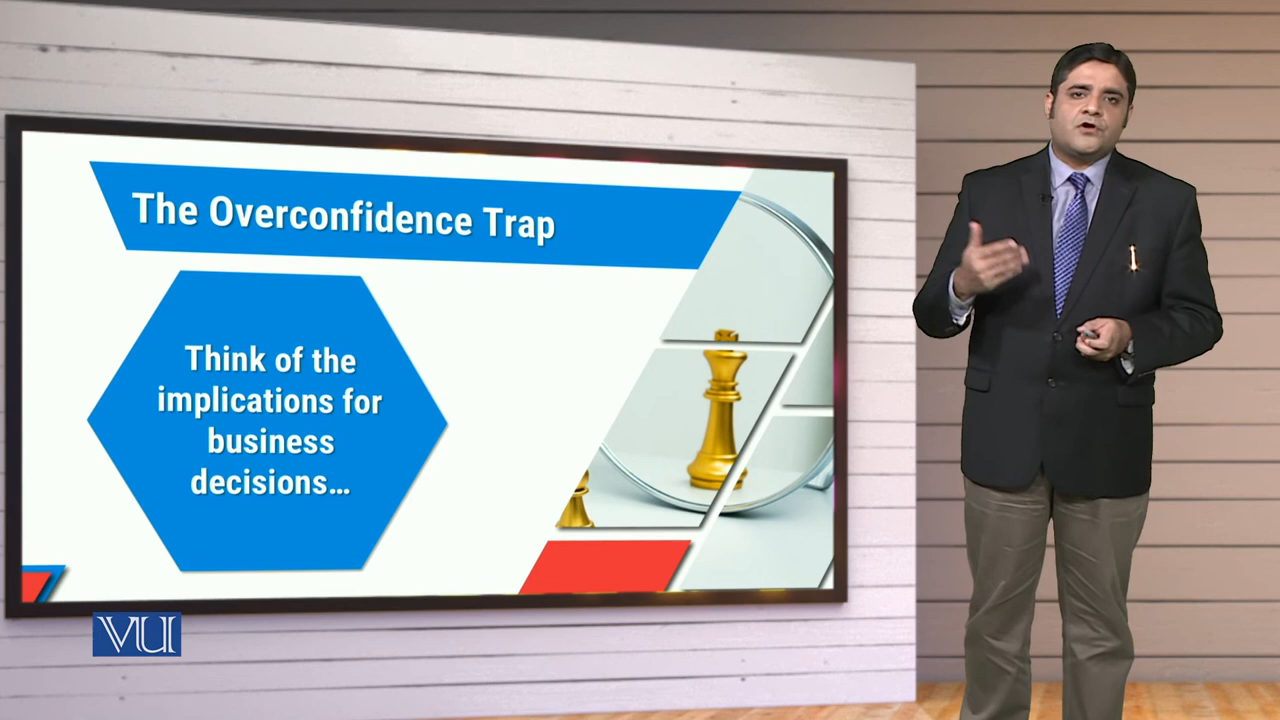 The Overconfidence Trap
Think of the
implications for
business
decisions…
VU